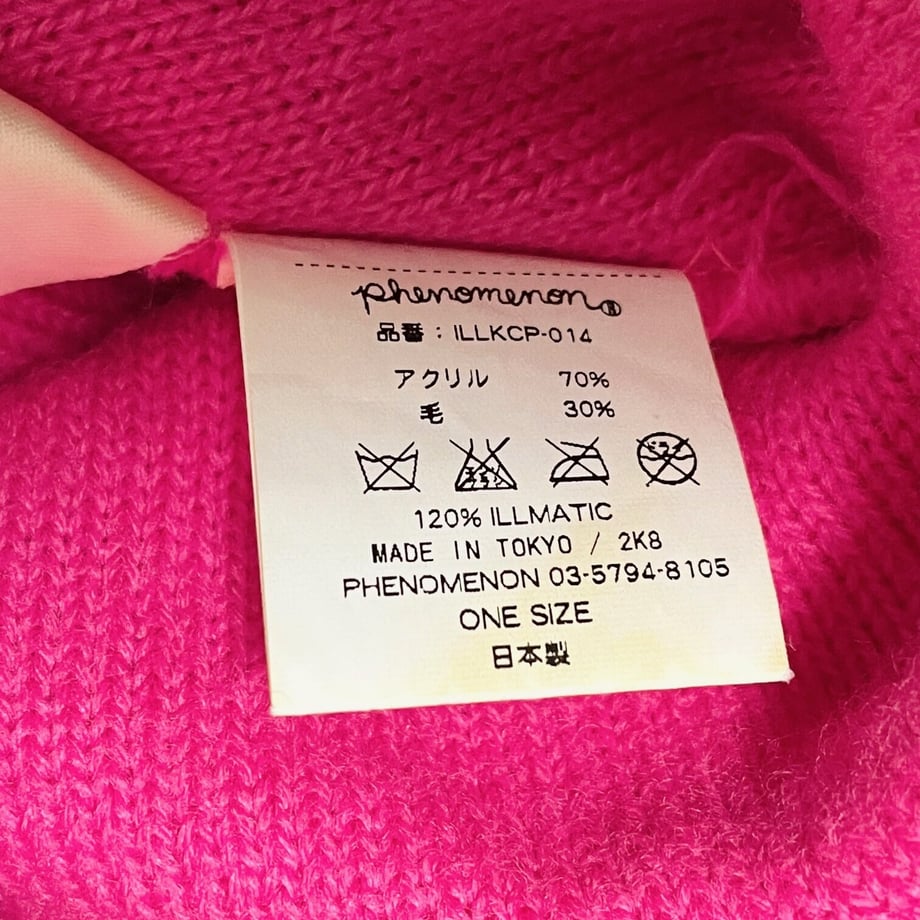 phenomenon®
品番：ILLKCP-014
アクリル 70%
毛 30%
120% ILLMATIC
MADE IN TOKYO / 2K8
PHENOMENON 03-5794-8105
ONE SIZE
日本製